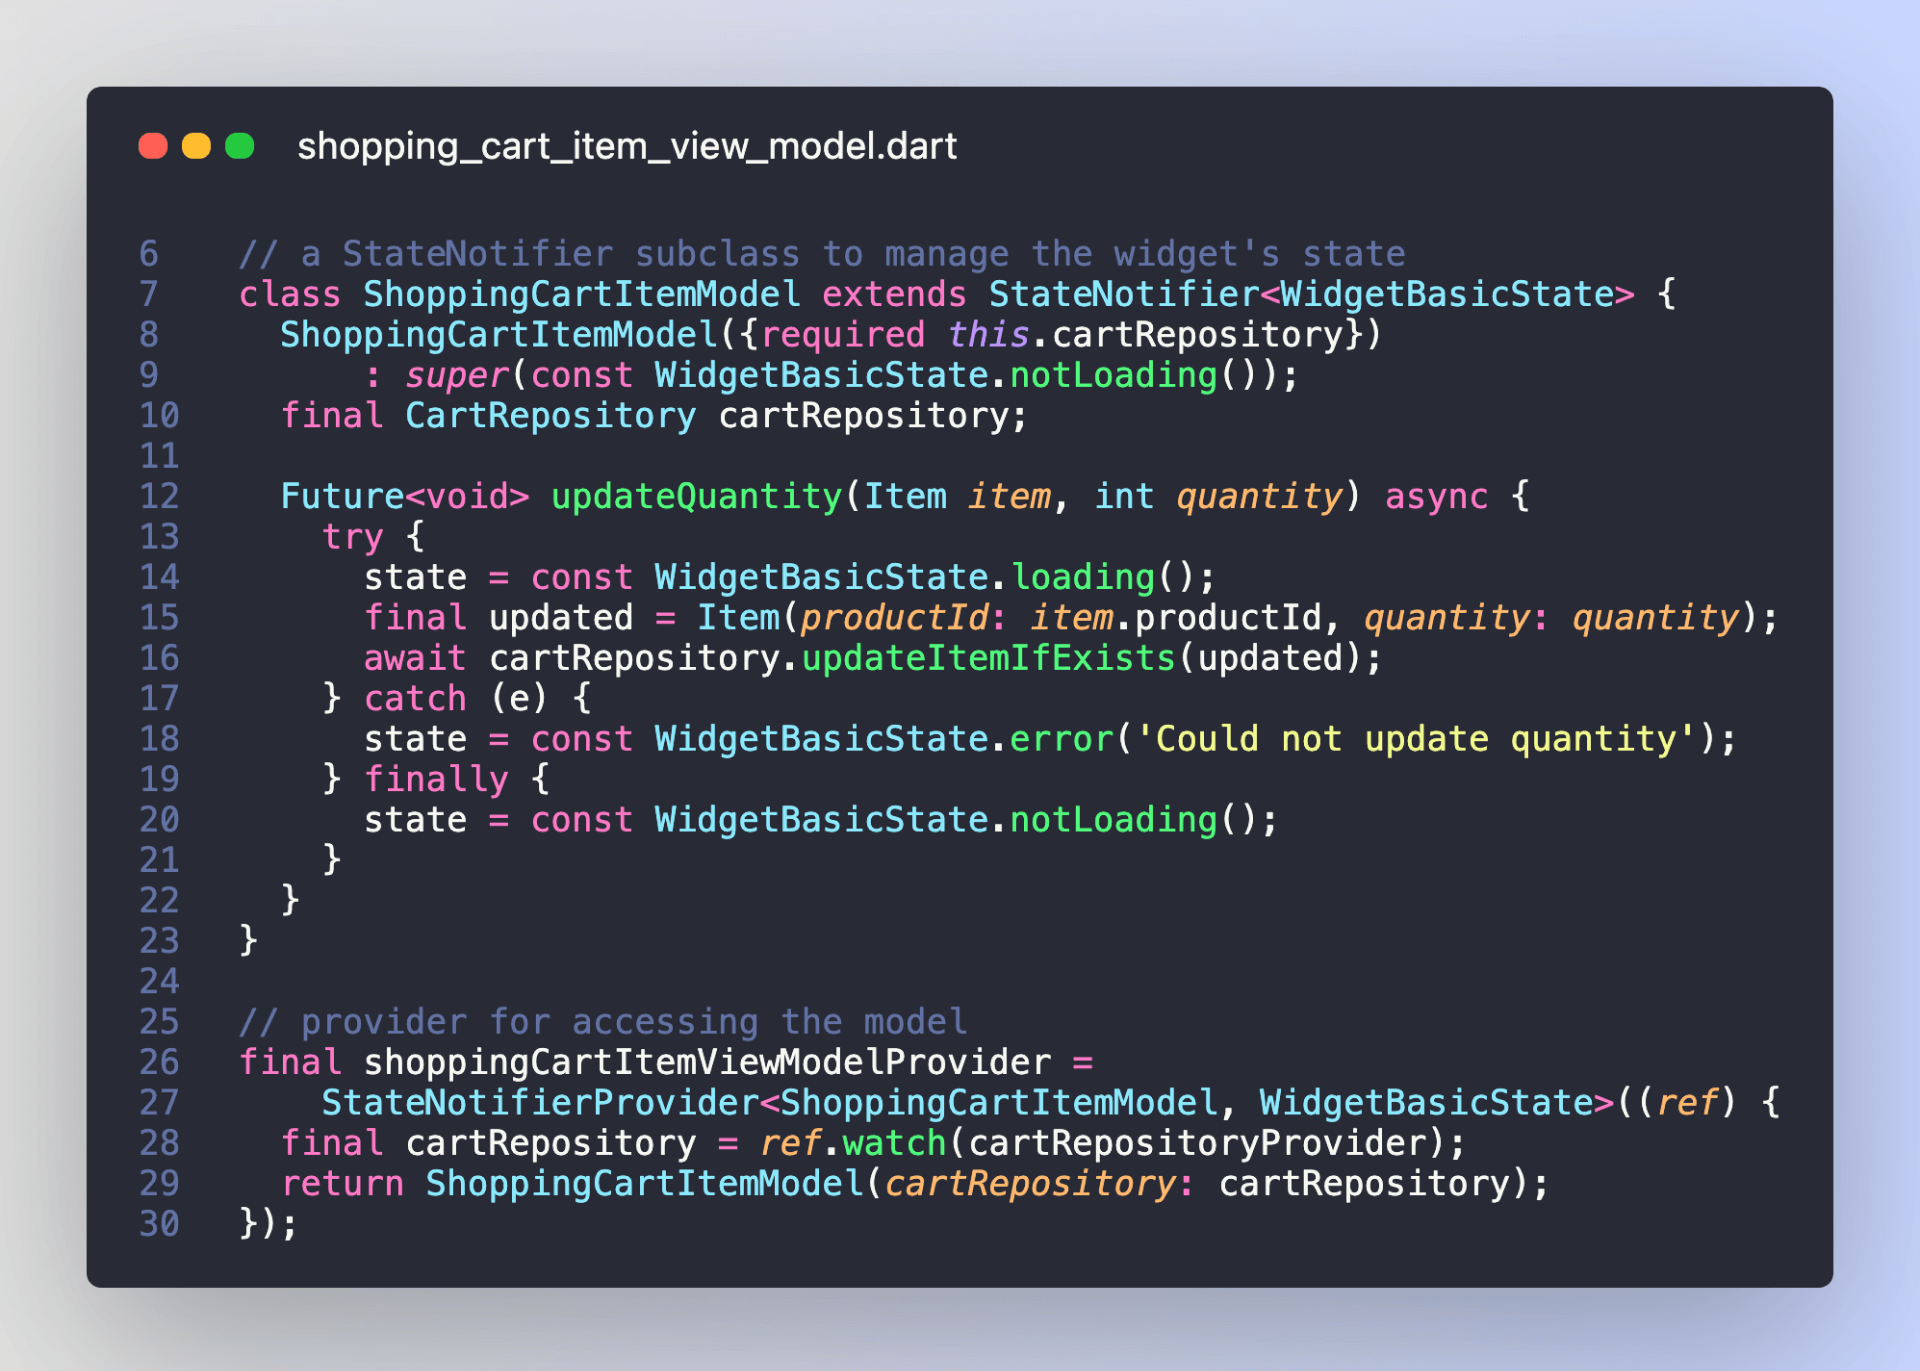 shopping_cart_item_view_model.dart
6 // a StateNotifier subclass to manage the widget's state
7 class ShoppingCartItemModel extends StateNotifier<WidgetBasicState> {
8   ShoppingCartItemModel({required this.cartRepository})
9       : super(const WidgetBasicState.notLoading());
10   final CartRepository cartRepository;
11
12   Future<void> updateQuantity(Item item, int quantity) async {
13     try {
14       state = const WidgetBasicState.loading();
15       final updated = Item(productId: item.productId, quantity: quantity);
16       await cartRepository.updateItemIfExists(updated);
17     } catch (e) {
18       state = const WidgetBasicState.error('Could not update quantity');
19     } finally {
20       state = const WidgetBasicState.notLoading();
21     }
22   }
23 }
24
25 // provider for accessing the model
26 final shoppingCartItemViewModelProvider =
27     StateNotifierProvider<ShoppingCartItemModel, WidgetBasicState>((ref) {
28   final cartRepository = ref.watch(cartRepositoryProvider);
29   return ShoppingCartItemModel(cartRepository: cartRepository);
30 });